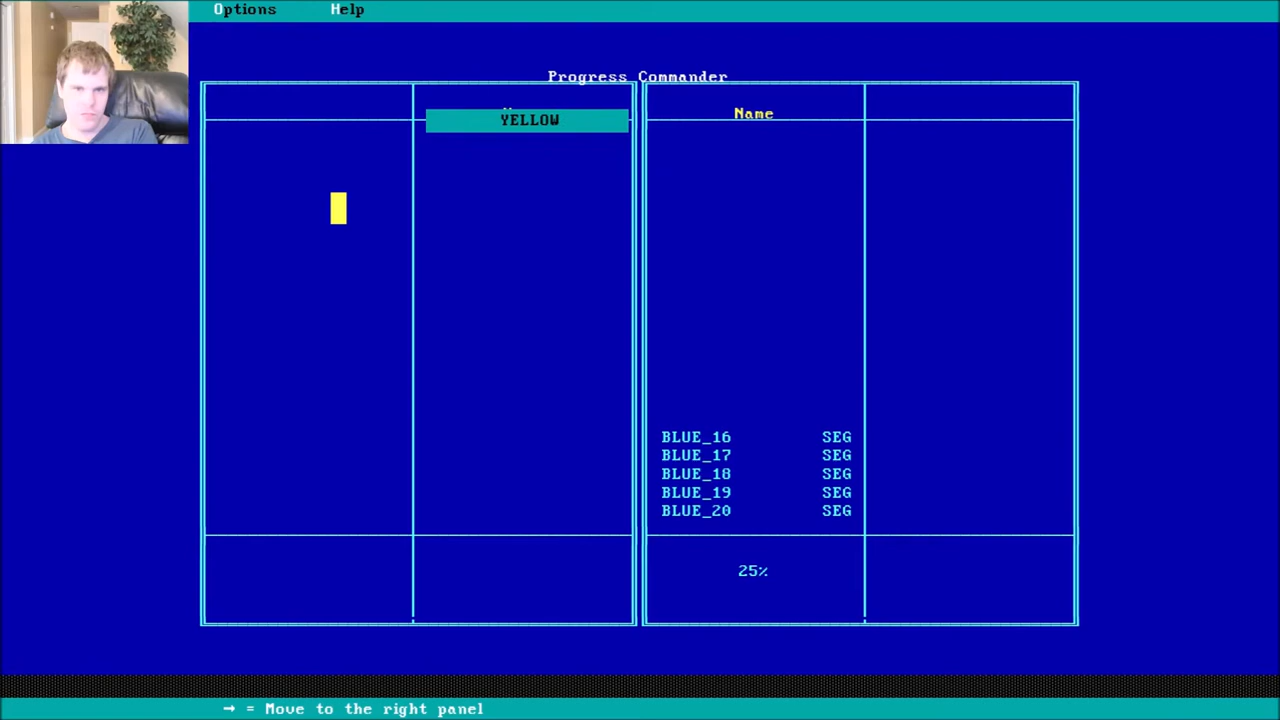 Options Help
Progress Commander
YELLOW
Name
BLUE_16 SEG
BLUE_17 SEG
BLUE_18 SEG
BLUE_19 SEG
BLUE_20 SEG
25%
→ = Move to the right panel